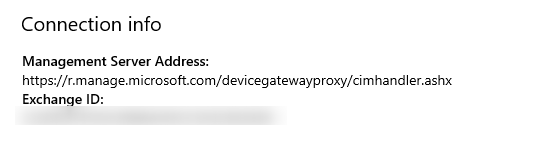 Connection info
Management Server Address:
https://r.manage.microsoft.com/devicegatewayproxy/cimhandler.ashx
Exchange ID: